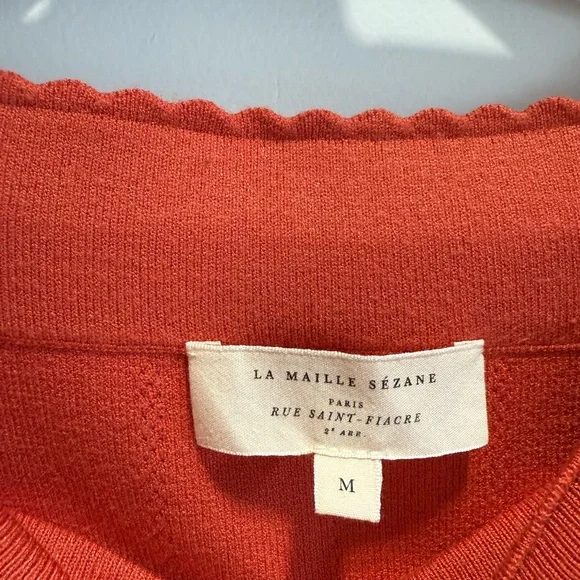 LA MAILLE SÉZANE
PARIS
RUE SAINT-FIACRE
2ᵉ ARR.
M